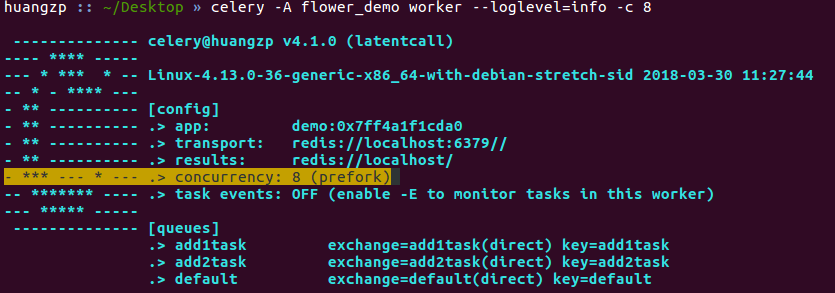 huangzp :: ~/Desktop » celery -A flower_demo worker --loglevel=info -c 8
-------------- celery@huangzp v4.1.0 (latentcall)
---- **** -----
--- * ***  * -- Linux-4.13.0-36-generic-x86_64-with-debian-stretch-sid 2018-03-30 11:27:44
-- * - **** ---
- ** ---------- [config]
- ** ---------- .> app:         demo:0x7ff4a1f1cda0
- ** ---------- .> transport:   redis://localhost:6379//
- ** ---------- .> results:     redis://localhost/
- *** --- * --- .> concurrency: 8 (prefork)
-- ******* ---- .> task events: OFF (enable -E to monitor tasks in this worker)
--- ***** -----
-------------- [queues]
.> add1task         exchange=add1task(direct) key=add1task
.> add2task         exchange=add2task(direct) key=add2task
.> default          exchange=default(direct) key=default